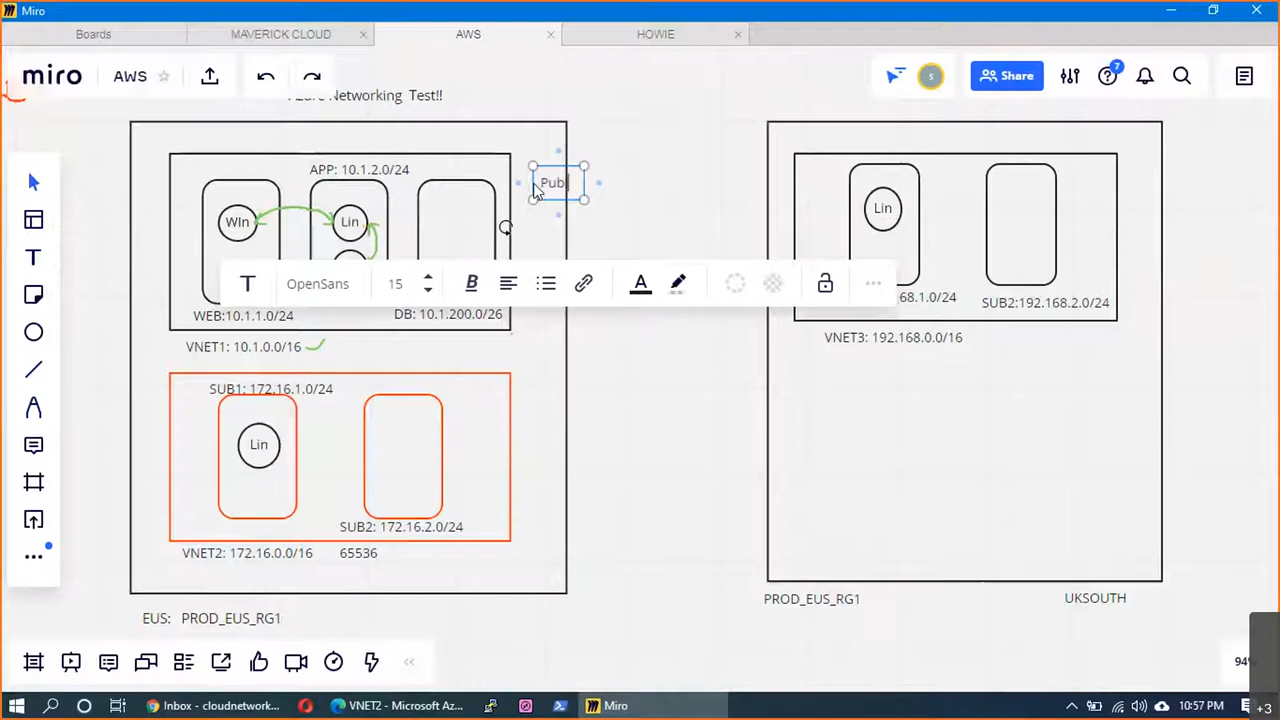 Miro
Boards
MAVERICK CLOUD
AWS
HOWIE
miro
AWS
7
s
Share
Azure Networking Test!!
APP: 10.1.2.0/24
Pub
WIn
Lin
Lin
OpenSans
15
B
A
68.1.0/24
SUB2:192.168.2.0/24
WEB:10.1.1.0/24
DB: 10.1.200.0/26
VNET1: 10.1.0.0/16
VNET3: 192.168.0.0/16
SUB1: 172.16.1.0/24
Lin
SUB2: 172.16.2.0/24
VNET2: 172.16.0.0/16
65536
PROD_EUS_RG1
UKSOUTH
EUS: PROD_EUS_RG1
94%
Inbox - cloudnetwork...
VNET2 - Microsoft Az...
Miro
10:57 PM
+3